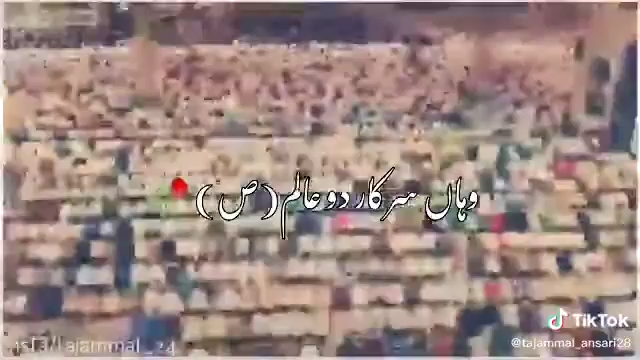 وہاں سرکار دو عالم (ص)
TikTok
@tajammal_ansari28